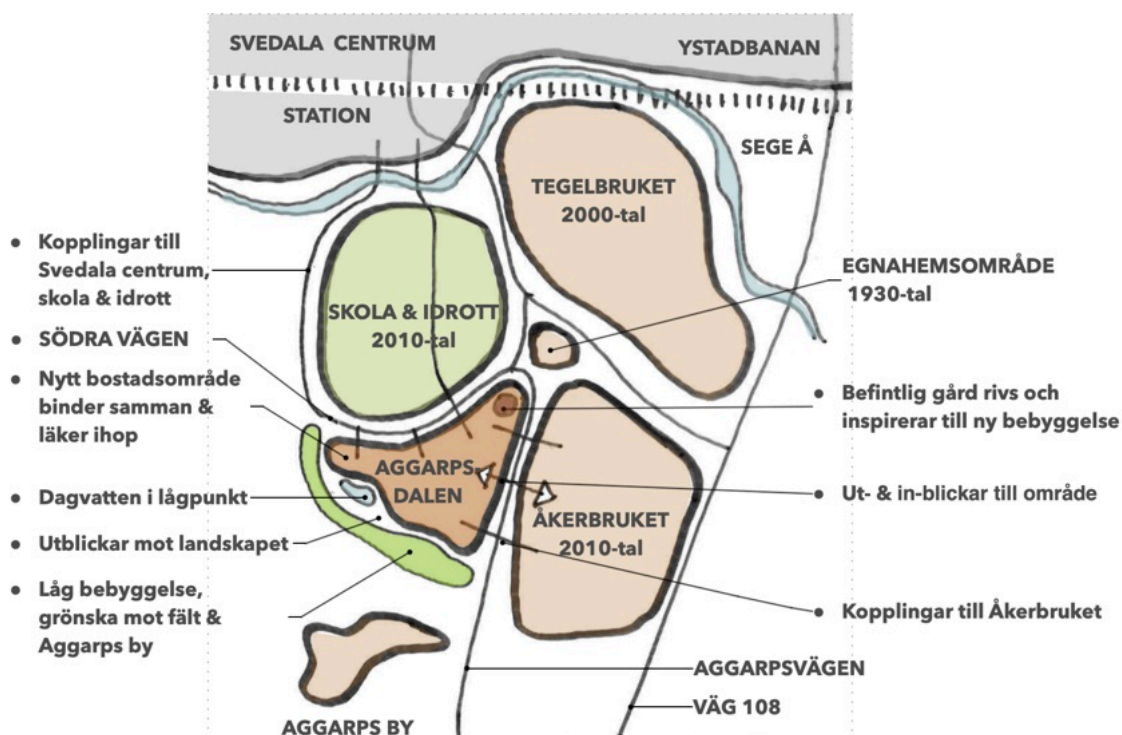 SVEDALA CENTRUM
YSTADBANAN
STATION
SEGE Å
TEGELBRUKET
2000-tal
• Kopplingar till
Svedala centrum,
skola & idrott
EGNAHEMSOMRÅDE
1930-tal
SKOLA & IDROTT
2010-tal
• SÖDRA VÄGEN
• Nytt bostadsområde
binder samman &
läker ihop
• Befintlig gård rivs och
inspirerar till ny bebyggelse
AGGARPS
DALEN
• Dagvatten i lågpunkt
• Ut- & in-blickar till område
ÅKERBRUKET
2010-tal
• Utblickar mot landskapet
• Låg bebyggelse,
grönska mot fält &
Aggarps by
• Kopplingar till Åkerbruket
AGGARPSVÄGEN
VÄG 108
AGGARPS BY